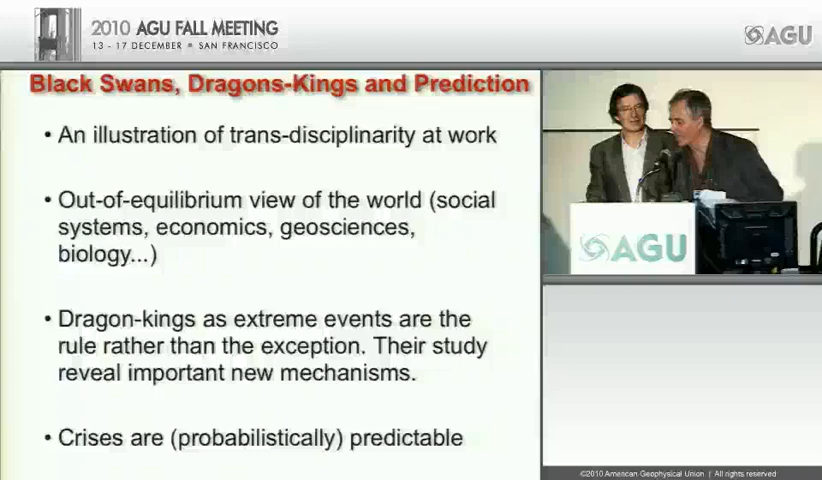 2010 AGU FALL MEETING
13 - 17 DECEMBER • SAN FRANCISCO
AGU
Black Swans, Dragons-Kings and Prediction
• An illustration of trans-disciplinarity at work
• Out-of-equilibrium view of the world (social
systems, economics, geosciences,
biology...)
• Dragon-kings as extreme events are the
rule rather than the exception. Their study
reveal important new mechanisms.
• Crises are (probabilistically) predictable
AGU
©2010 American Geophysical Union | All rights reserved